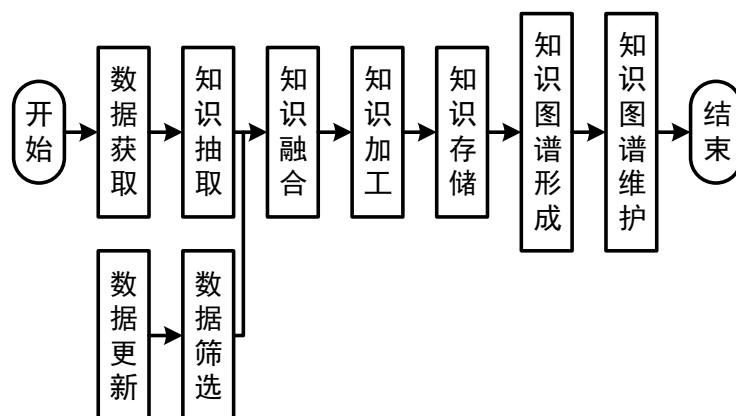 开始
数据获取
知识抽取
知识融合
知识加工
知识存储
知识图谱形成
知识图谱维护
结束
数据更新
数据筛选